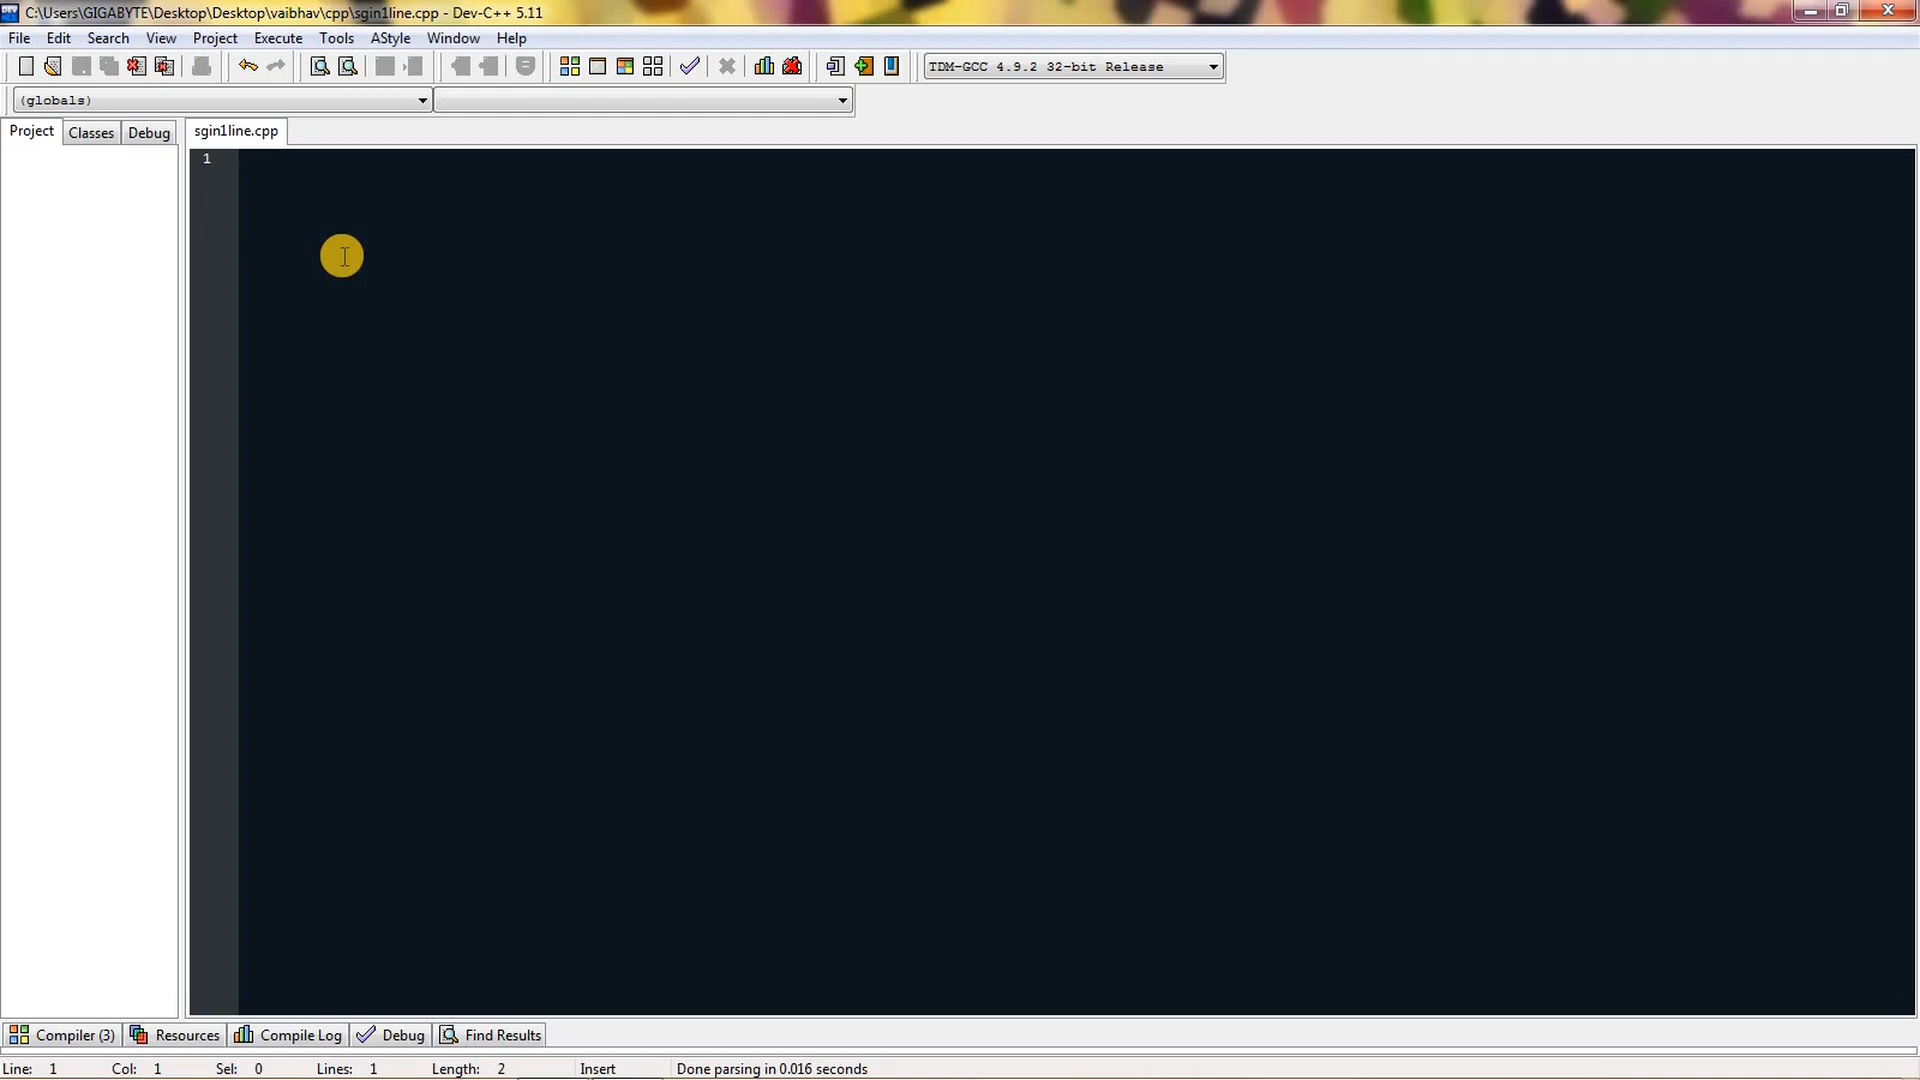 C:\Users\GIGABYTE\Desktop\Desktop\vaibhav\cpp\sgin1line.cpp - Dev-C++ 5.11
File Edit Search View Project Execute Tools AStyle Window Help
TDM-GCC 4.9.2 32-bit Release
(globals)
Project Classes Debug sgin1line.cpp
1
Compiler (3) Resources Compile Log Debug Find Results
Line: 1 Col: 1 Sel: 0 Lines: 1 Length: 2 Insert Done parsing in 0.016 seconds